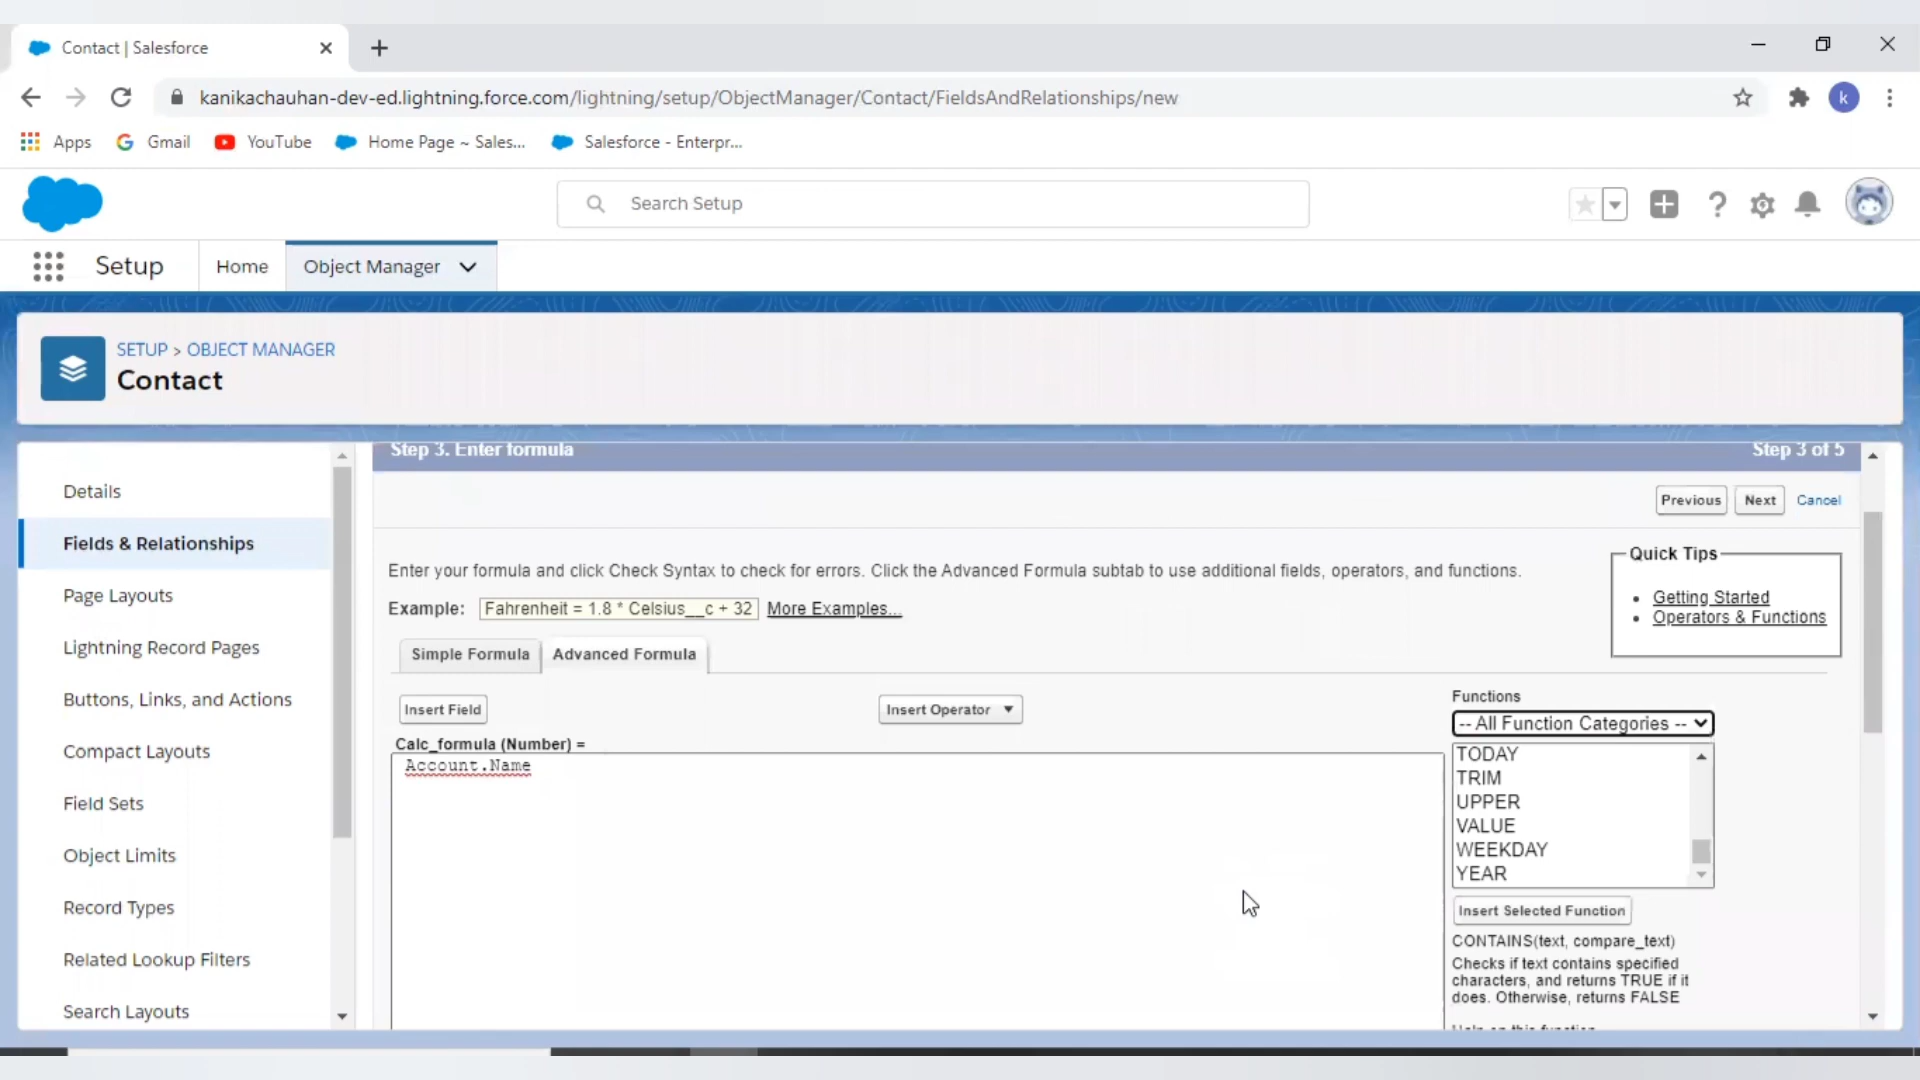 Contact | Salesforce
kanikachauhan-dev-ed.lightning.force.com/lightning/setup/ObjectManager/Contact/FieldsAndRelationships/new
k
Apps
Gmail
YouTube
Home Page ~ Sales...
Salesforce - Enterpr...
Search Setup
Setup
Home
Object Manager
SETUP > OBJECT MANAGER
Contact
Details
Fields & Relationships
Page Layouts
Lightning Record Pages
Buttons, Links, and Actions
Compact Layouts
Field Sets
Object Limits
Record Types
Related Lookup Filters
Search Layouts
Step 3. Enter formula
Step 3 of 5
Previous
Next
Cancel
Enter your formula and click Check Syntax to check for errors. Click the Advanced Formula subtab to use additional fields, operators, and functions.
Example: Fahrenheit = 1.8 * Celsius__c + 32 More Examples...
Quick Tips
• Getting Started
• Operators & Functions
Simple Formula
Advanced Formula
Insert Field
Insert Operator
Calc_formula (Number) =
Account.Name
Functions
-- All Function Categories --
TODAY
TRIM
UPPER
VALUE
WEEKDAY
YEAR
Insert Selected Function
CONTAINS(text, compare_text)
Checks if text contains specified
characters, and returns TRUE if it
does. Otherwise, returns FALSE
Help on this function